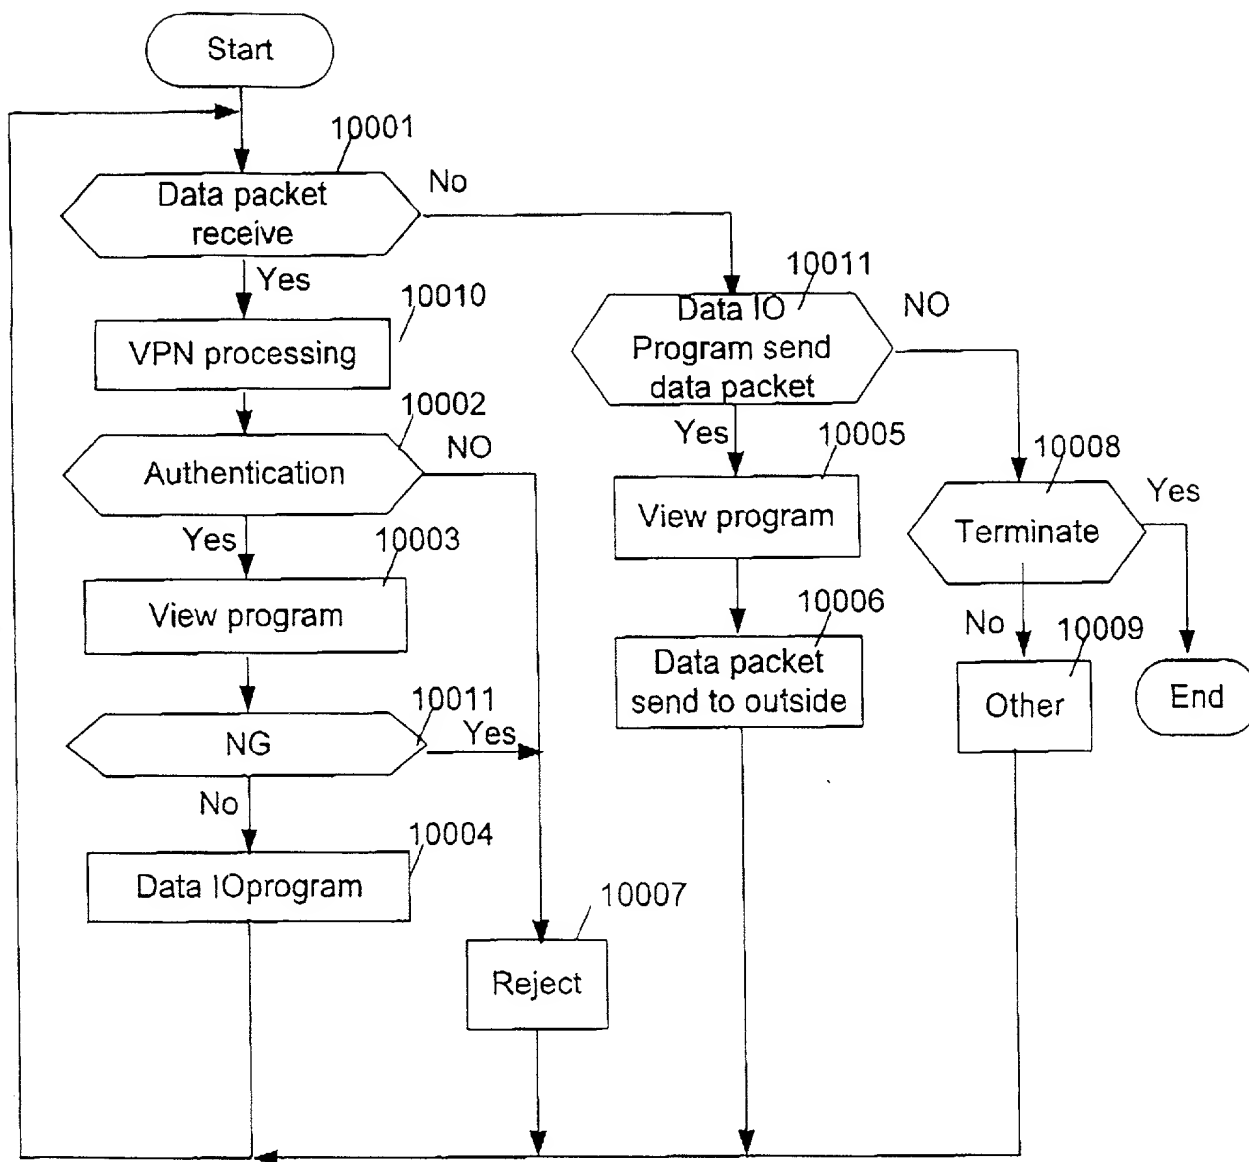 Start
10001
Data packet
receive
No
Yes
10010
VPN processing
10011
Data IO
Program send
data packet
NO
10002
Authentication
NO
Yes
10005
View program
10008
Terminate
Yes
Yes
10003
View program
10006
Data packet
send to outside
No
10009
Other
End
10011
NG
Yes
No
10004
Data IOprogram
10007
Reject